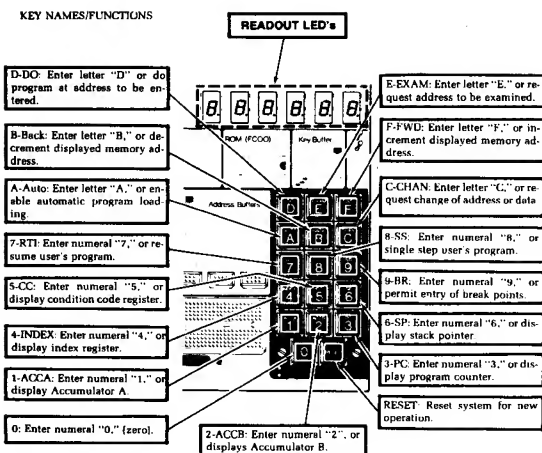 KEY NAMES/FUNCTIONS
READOUT LED's
D-DO: Enter letter "D" or do
program at address to be en-
tered.
B-Back: Enter letter "B," or de-
crement displayed memory ad-
dress.
A-Auto: Enter letter "A," or en-
able automatic program load-
ing.
7-RTI: Enter numeral "7," or re-
sume user's program.
5-CC: Enter numeral "5," or
display condition code register.
4-INDEX: Enter numeral "4," or
display index register.
1-ACCA: Enter numeral "1," or
display Accumulator A.
0: Enter numeral "0," {zero}.
8. 8. 8. 8. 8. 8.
ROM (FC00)
Key Buffer
Address Buffers
D E F
A B C
7 8 9
4 5 6
1 2 3
0
2-ACCB: Enter numeral "2", or
displays Accumulator B.
E-EXAM: Enter letter "E," or re-
quest address to be examined.
F-FWD: Enter letter "F," or in-
crement displayed memory ad-
dress.
C-CHAN: Enter letter "C," or re-
quest change of address or data
8-SS: Enter numeral "8," or
single step user's program.
9-BR: Enter numeral "9," or
permit entry of break points.
6-SP: Enter numeral "6," or dis-
play stack pointer.
3-PC: Enter numeral "3," or dis-
play program counter.
RESET: Reset system for new
operation.